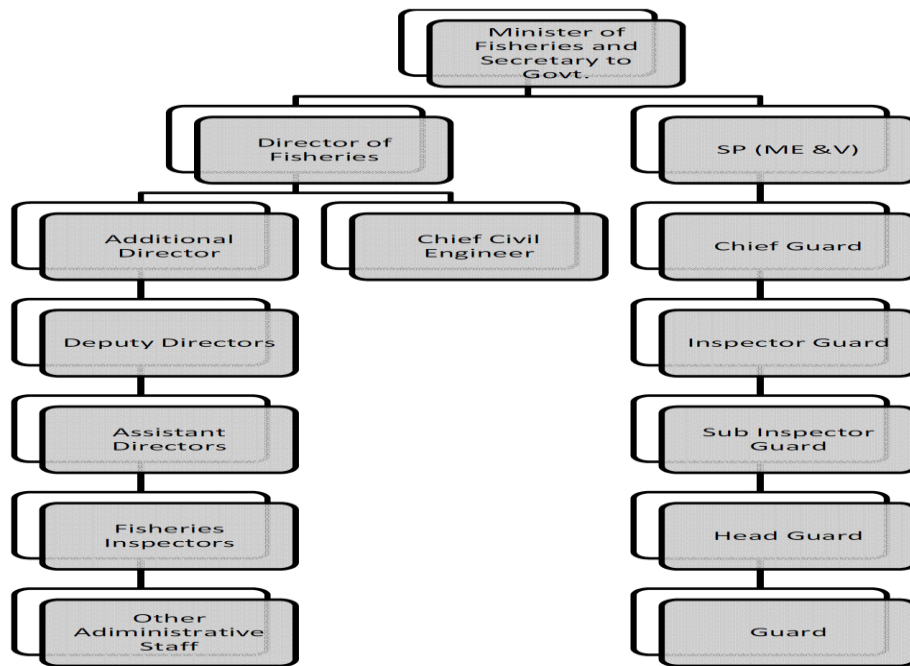 Minister of
Fisheries and
Secretary to
Govt.
Director of
Fisheries
SP (ME &V)
Additional
Director
Chief Civil
Engineer
Chief Guard
Deputy Directors
Inspector Guard
Assistant
Directors
Sub Inspector
Guard
Fisheries
Inspectors
Head Guard
Other
Adiministrative
Staff
Guard